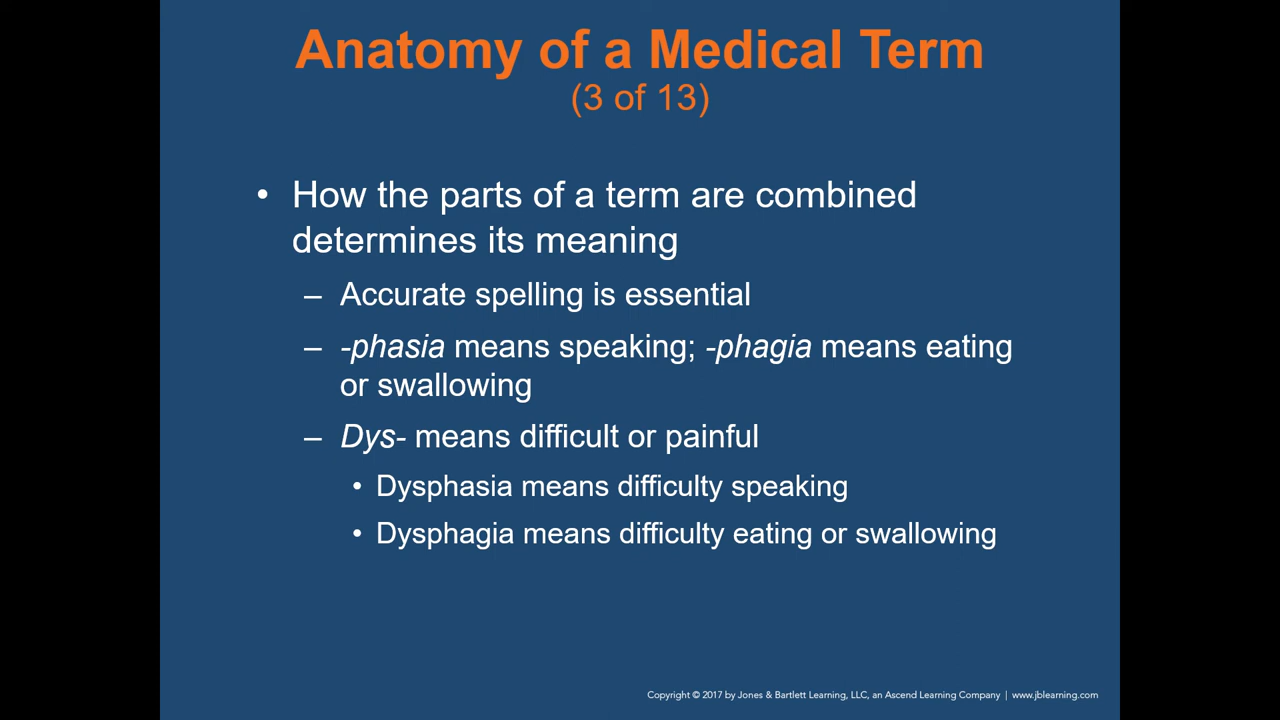 Anatomy of a Medical Term
(3 of 13)
• How the parts of a term are combined
determines its meaning
– Accurate spelling is essential
– -phasia means speaking; -phagia means eating
or swallowing
– Dys- means difficult or painful
• Dysphasia means difficulty speaking
• Dysphagia means difficulty eating or swallowing
Copyright © 2017 by Jones & Bartlett Learning, LLC, an Ascend Learning Company | www.jblearning.com